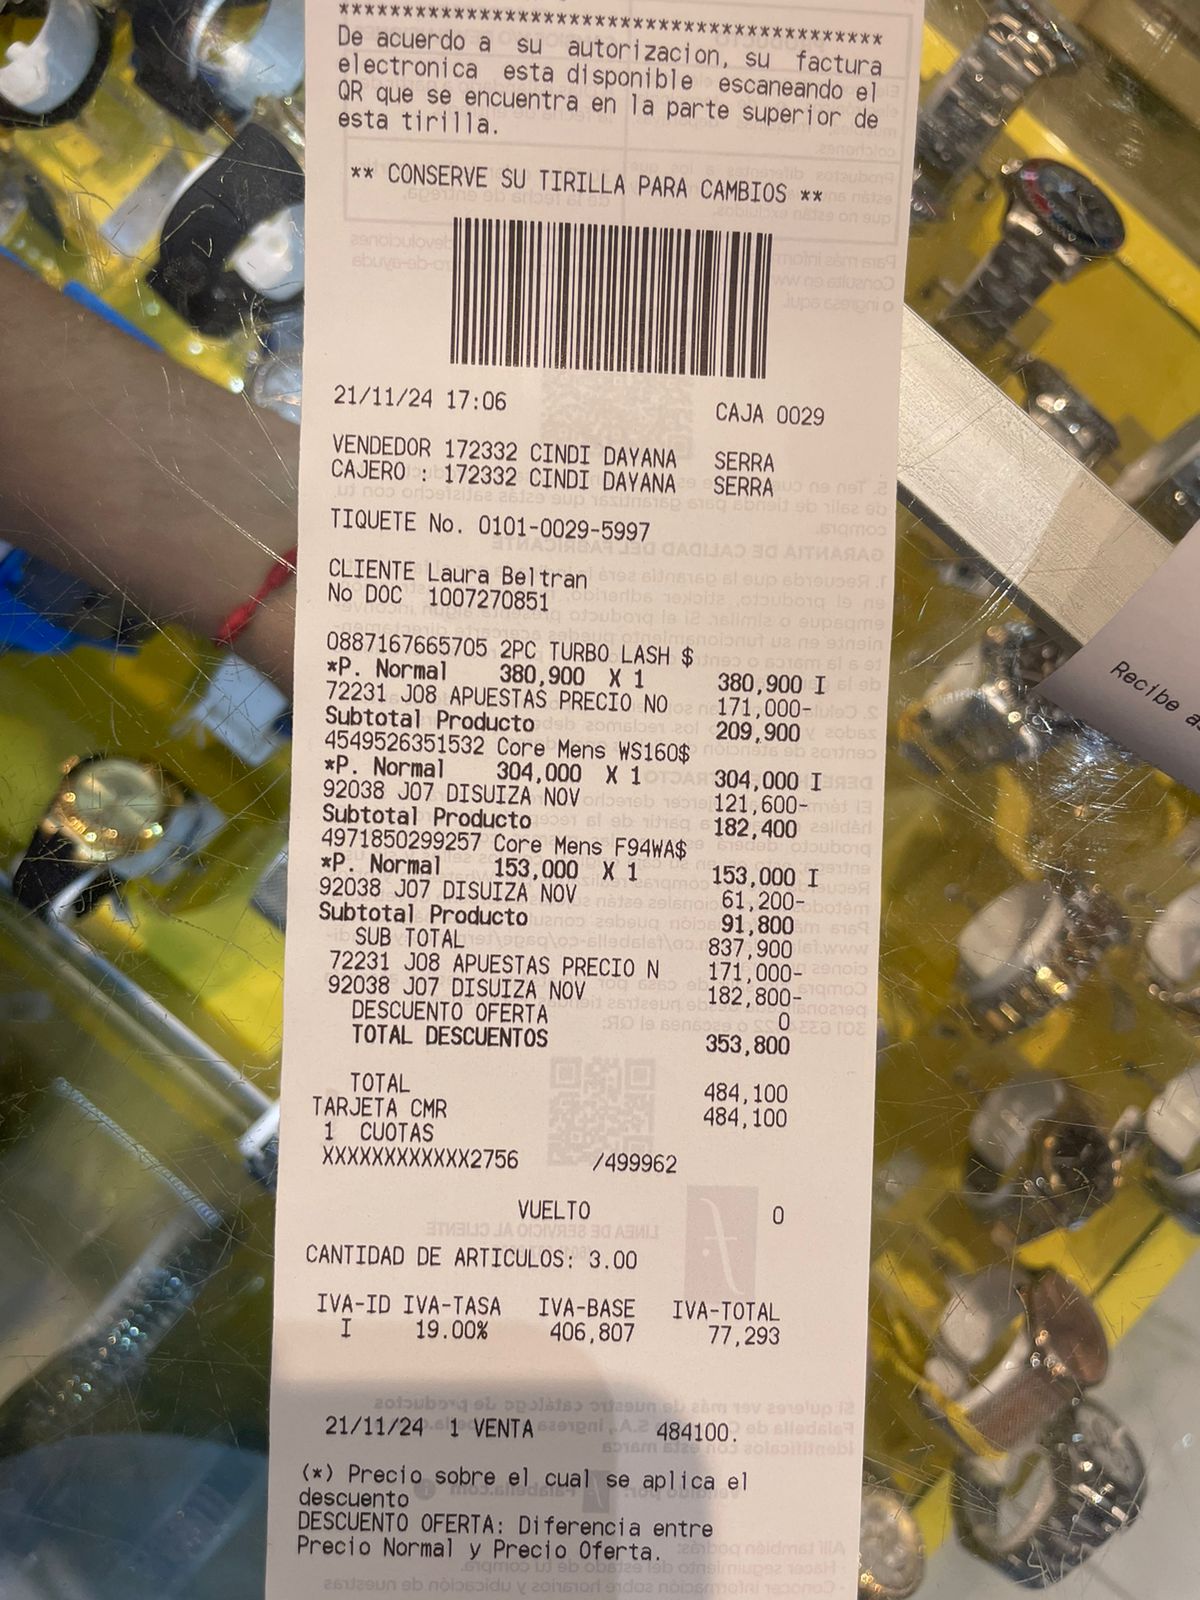 ******************************************
De acuerdo a su autorizacion, su factura
electronica esta disponible escaneando el
QR que se encuentra en la parte superior de
esta tirilla.
** CONSERVE SU TIRILLA PARA CAMBIOS **
21/11/24 17:06 CAJA 0029
VENDEDOR 172332 CINDI DAYANA SERRA
CAJERO : 172332 CINDI DAYANA SERRA
TIQUETE No. 0101-0029-5997
CLIENTE Laura Beltran
No DOC 1007270851
0887167665705 2PC TURBO LASH $
*P. Normal 380,900 X 1 380,900 I
72231 J08 APUESTAS PRECIO NO 171,000-
Subtotal Producto 209,900
4549526351532 Core Mens WS160$
*P. Normal 304,000 X 1 304,000 I
92038 J07 DISUIZA NOV 121,600-
Subtotal Producto 182,400
4971850299257 Core Mens F94WA$
*P. Normal 153,000 X 1 153,000 I
92038 J07 DISUIZA NOV 61,200-
Subtotal Producto 91,800
SUB TOTAL 837,900
72231 J08 APUESTAS PRECIO N 171,000-
92038 J07 DISUIZA NOV 182,800-
DESCUENTO OFERTA 0
TOTAL DESCUENTOS 353,800
TOTAL 484,100
TARJETA CMR 484,100
1 CUOTAS
XXXXXXXXXXXX2756 /499962
VUELTO 0
CANTIDAD DE ARTICULOS: 3.00
IVA-ID IVA-TASA IVA-BASE IVA-TOTAL
I 19.00% 406,807 77,293
21/11/24 1 VENTA 484100.
(*) Precio sobre el cual se aplica el
descuento
DESCUENTO OFERTA: Diferencia entre
Precio Normal y Precio Oferta.
Recibe